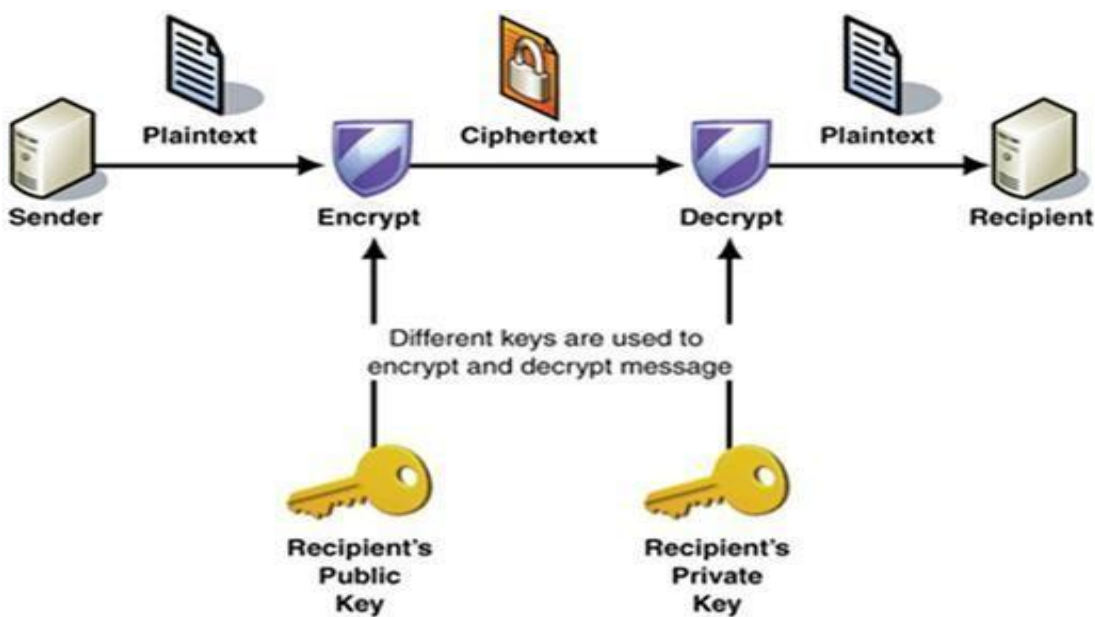 Plaintext
Ciphertext
Plaintext
Sender
Encrypt
Decrypt
Recipient
Different keys are used to
encrypt and decrypt message
Recipient's
Public
Key
Recipient's
Private
Key